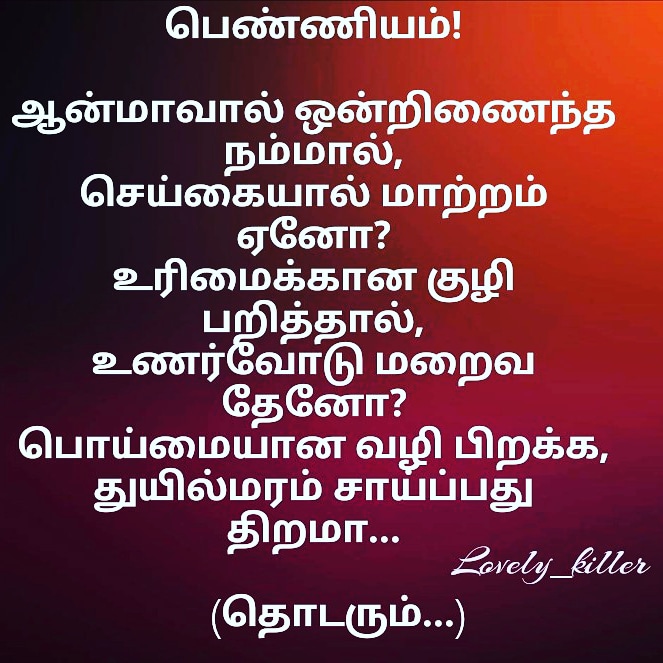 பெண்ணியம்!
ஆன்மாவால் ஒன்றிணைந்த
நம்மால்,
செய்கையால் மாற்றம்
ஏனோ?
உரிமைக்கான குழி
பறித்தால்,
உணர்வோடு மறைவ
தேனோ?
பொய்மையான வழி பிறக்க,
துயில்மரம் சாய்ப்பது
திறமா...
Lovely_killer
(தொடரும்...)